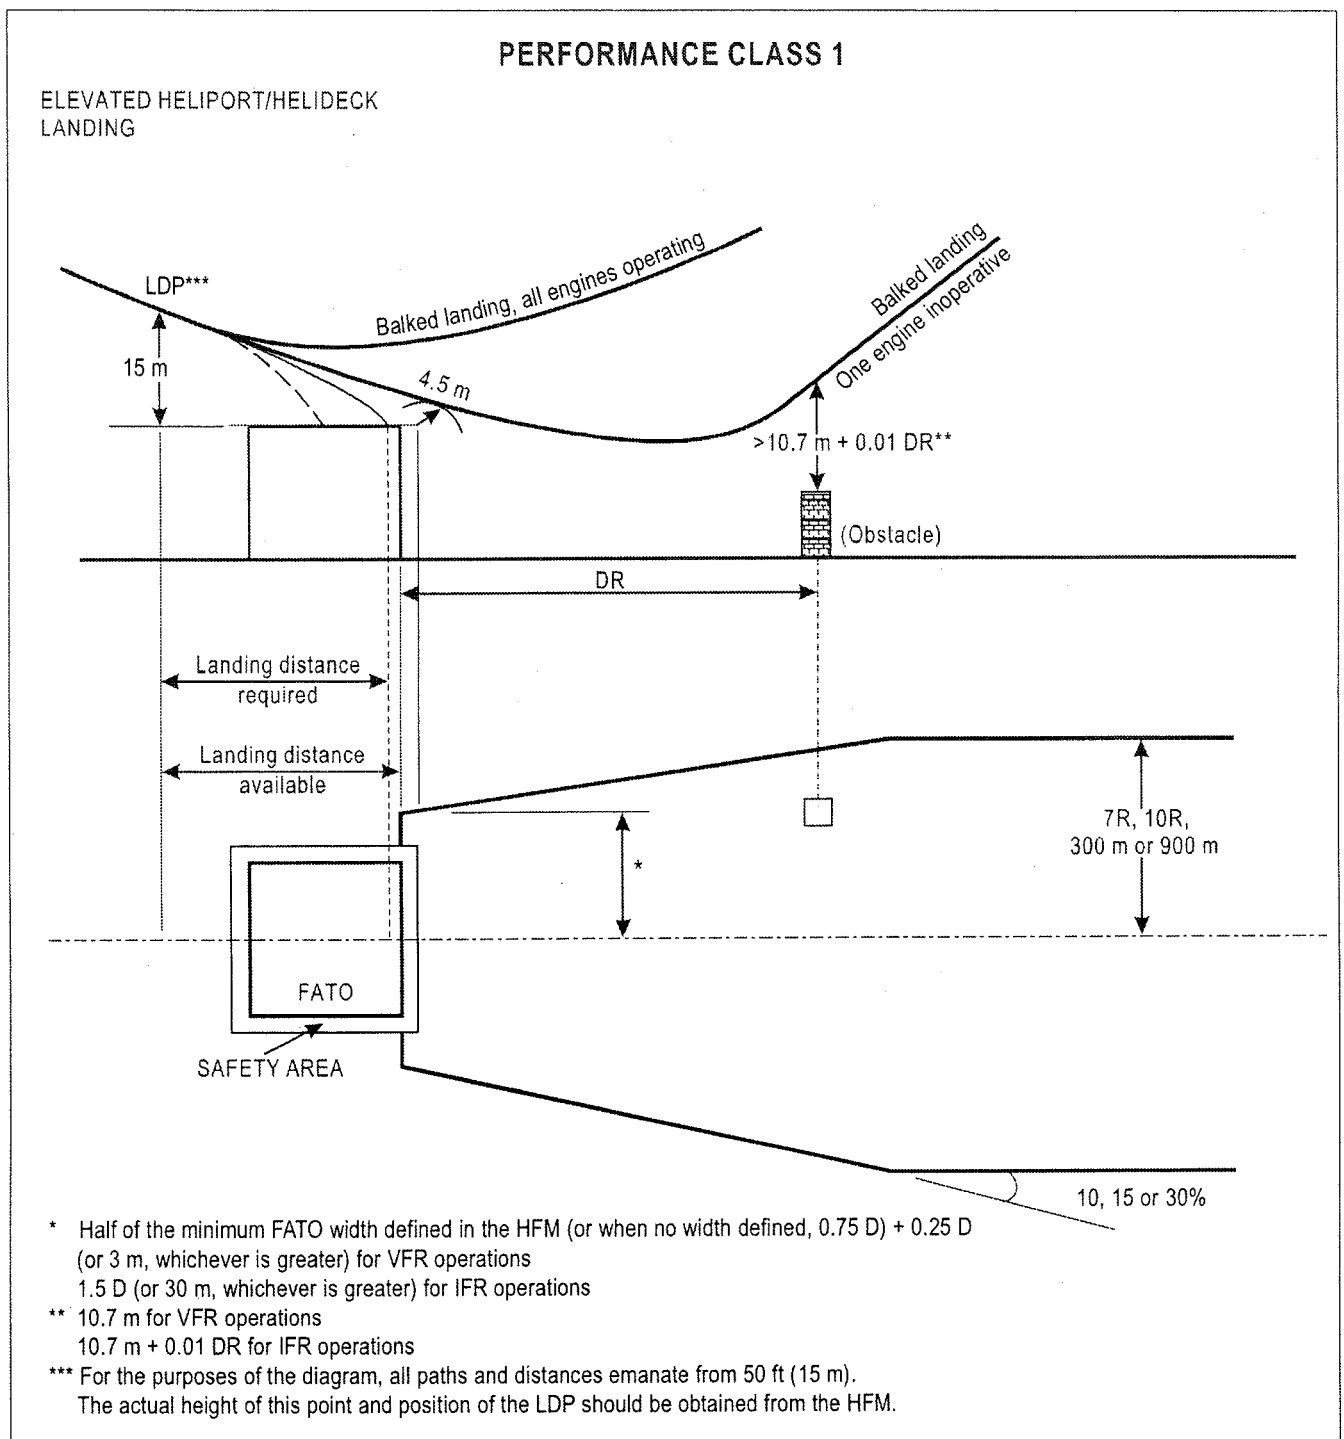 PERFORMANCE CLASS 1
ELEVATED HELIPORT/HELIDECK
LANDING
LDP***
Balked landing, all engines operating
Balked landing
One engine inoperative
15 m
4.5 m
>10.7 m + 0.01 DR**
(Obstacle)
DR
Landing distance
required
Landing distance
available
*
7R, 10R,
300 m or 900 m
FATO
SAFETY AREA
10, 15 or 30%
* Half of the minimum FATO width defined in the HFM (or when no width defined, 0.75 D) + 0.25 D
(or 3 m, whichever is greater) for VFR operations
1.5 D (or 30 m, whichever is greater) for IFR operations
** 10.7 m for VFR operations
10.7 m + 0.01 DR for IFR operations
*** For the purposes of the diagram, all paths and distances emanate from 50 ft (15 m).
The actual height of this point and position of the LDP should be obtained from the HFM.